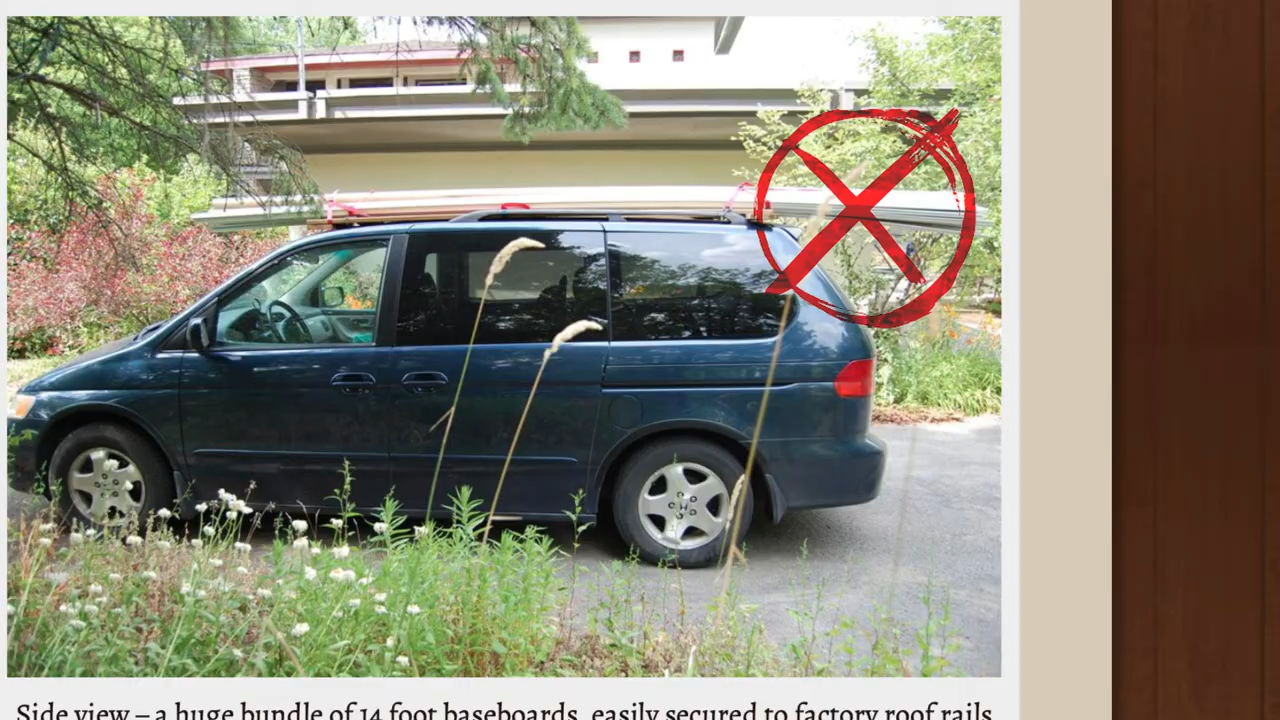 Side view – a huge bundle of 14 foot baseboards, easily secured to factory roof rails